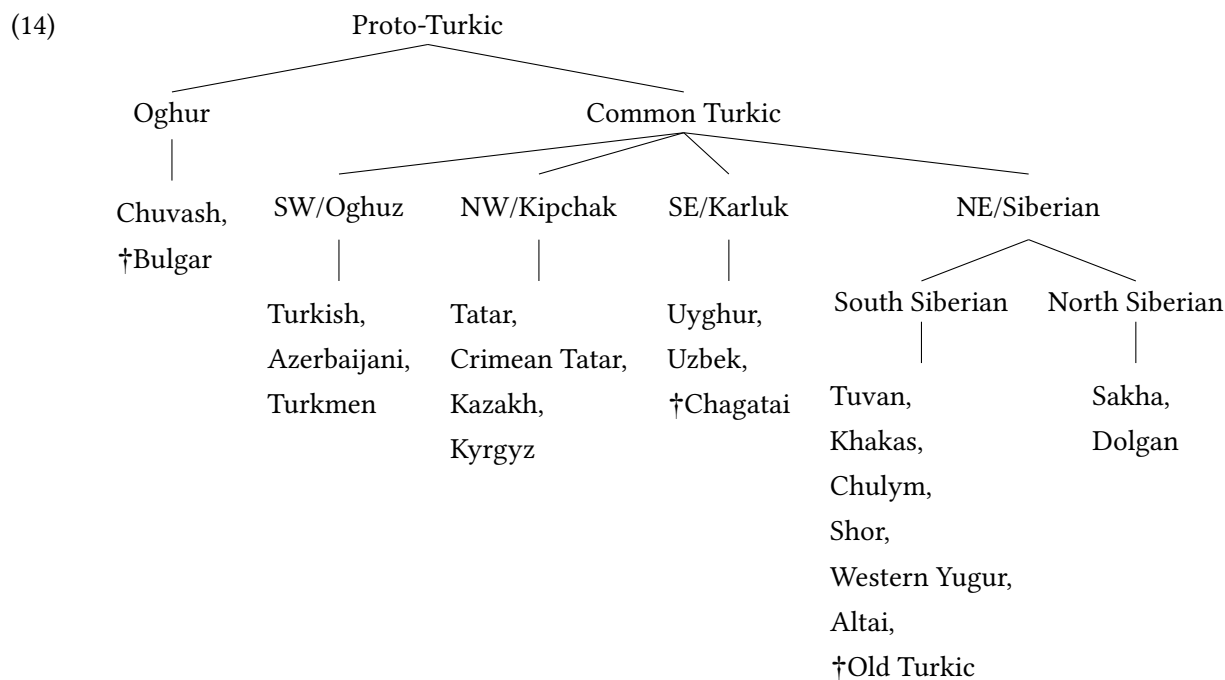 (14)
Proto-Turkic
Oghur
Common Turkic
Chuvash,
†Bulgar
SW/Oghuz
NW/Kipchak
SE/Karluk
NE/Siberian
Turkish,
Azerbaijani,
Turkmen
Tatar,
Crimean Tatar,
Kazakh,
Kyrgyz
Uyghur,
Uzbek,
†Chagatai
South Siberian
North Siberian
Tuvan,
Khakas,
Chulym,
Shor,
Western Yugur,
Altai,
†Old Turkic
Sakha,
Dolgan